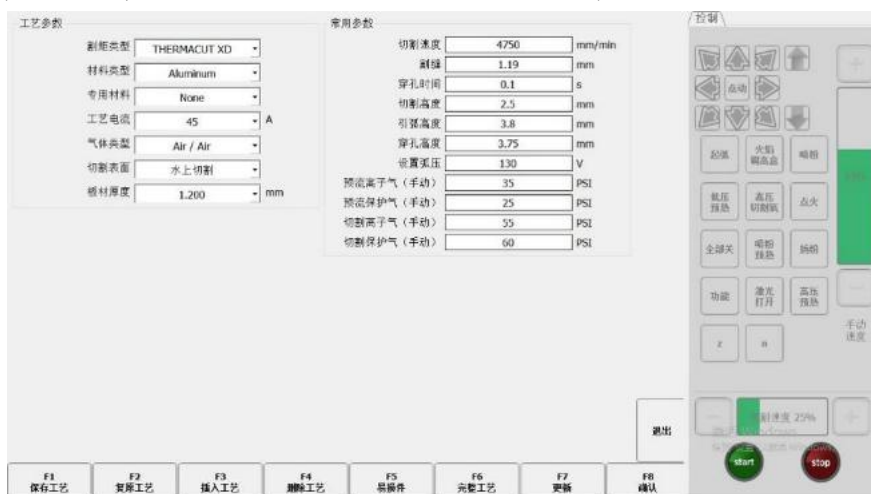 工艺参数
割炬类型 THERMACUT XD
材料类型 Aluminum
专用材料 None
工艺电流 45 A
气体类型 Air / Air
切割表面 水上切割
板材厚度 1.200 mm
常用参数
切割速度 4750 mm/min
割缝 1.19 mm
穿孔时间 0.1 s
切割高度 2.5 mm
引弧高度 3.8 mm
穿孔高度 3.75 mm
设置弧压 130 V
预流离子气（手动） 35 PSI
预流保护气（手动） 25 PSI
切割离子气（手动） 55 PSI
切割保护气（手动） 60 PSI
退出
F1 保存工艺
F2 复原工艺
F3 插入工艺
F4 删除工艺
F5 易损件
F6 完整工艺
F7 更新
F8 确认
控制
点动
起弧
火焰
喷粉
低压
预热
高压
切割氧
点火
全部关
喷粉
预热
功能
激光
打开
高压
预热
手动
速度
切割速度 25%
start
stop